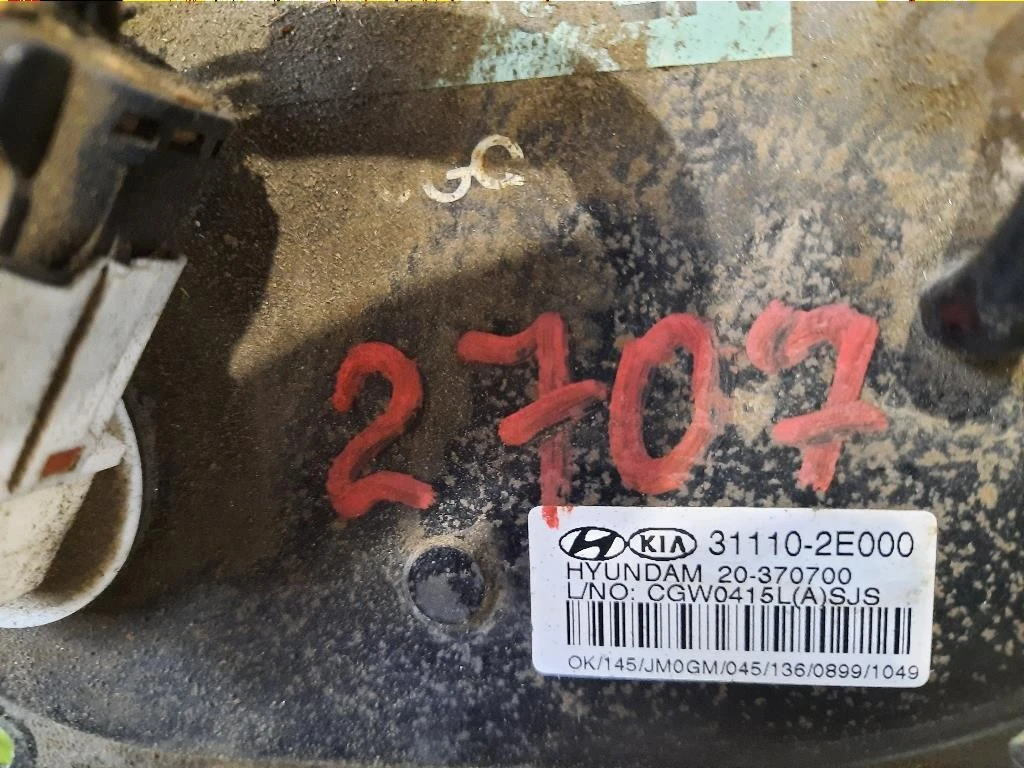 2707
KIA 31110-2E000
HYUNDAM 20-370700
L/NO: CGW0415L(A)SJS
OK/145/JM0GM/045/136/0899/1049